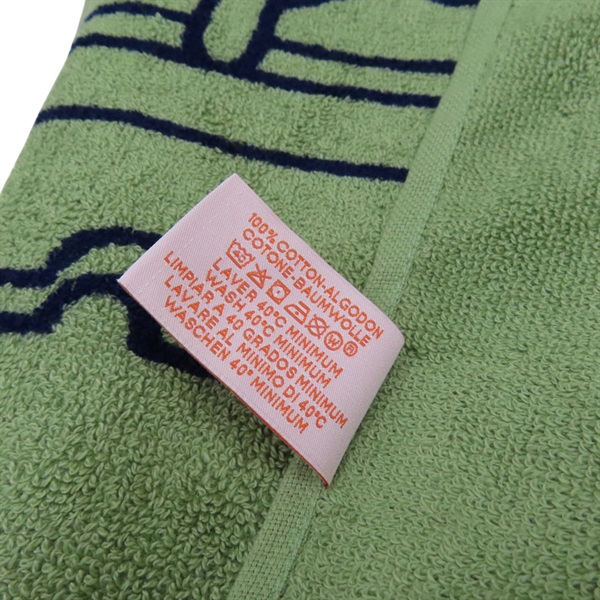 100% COTTON-ALGODON
COTONE-BAUMWOLLE
LAVER 40°C MINIMUM
WASH 40°C MINIMUM
LIMPIAR A 40 GRADOS MINIMUM
LAVARE AL MINIMO DI 40°C
WASCHEN 40° MINIMUM